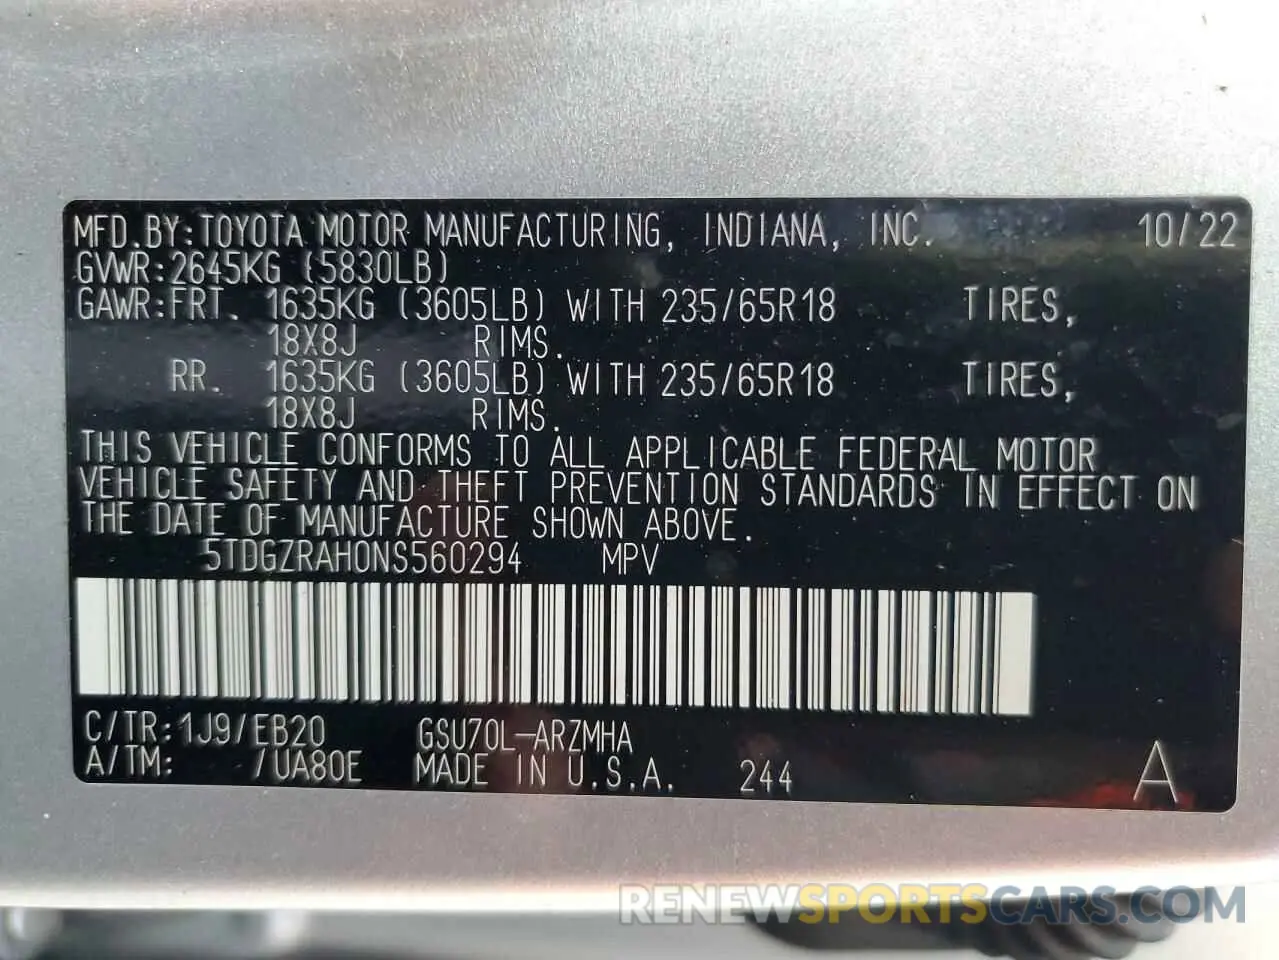 MFD.BY:TOYOTA MOTOR MANUFACTURING, INDIANA, INC. 10/22
GVWR:2645KG (5830LB)
GAWR:FRT. 1635KG (3605LB) WITH 235/65R18 TIRES,
18X8J RIMS.
RR. 1635KG (3605LB) WITH 235/65R18 TIRES,
18X8J RIMS.
THIS VEHICLE CONFORMS TO ALL APPLICABLE FEDERAL MOTOR
VEHICLE SAFETY AND THEFT PREVENTION STANDARDS IN EFFECT ON
THE DATE OF MANUFACTURE SHOWN ABOVE.
5TDGZRAH0NS560294 MPV
C/TR:1J9/EB20 GSU70L-ARZMHA
A/TM: /UA80E MADE IN U.S.A. 244 A
RENEWSPORTSCARS.COM